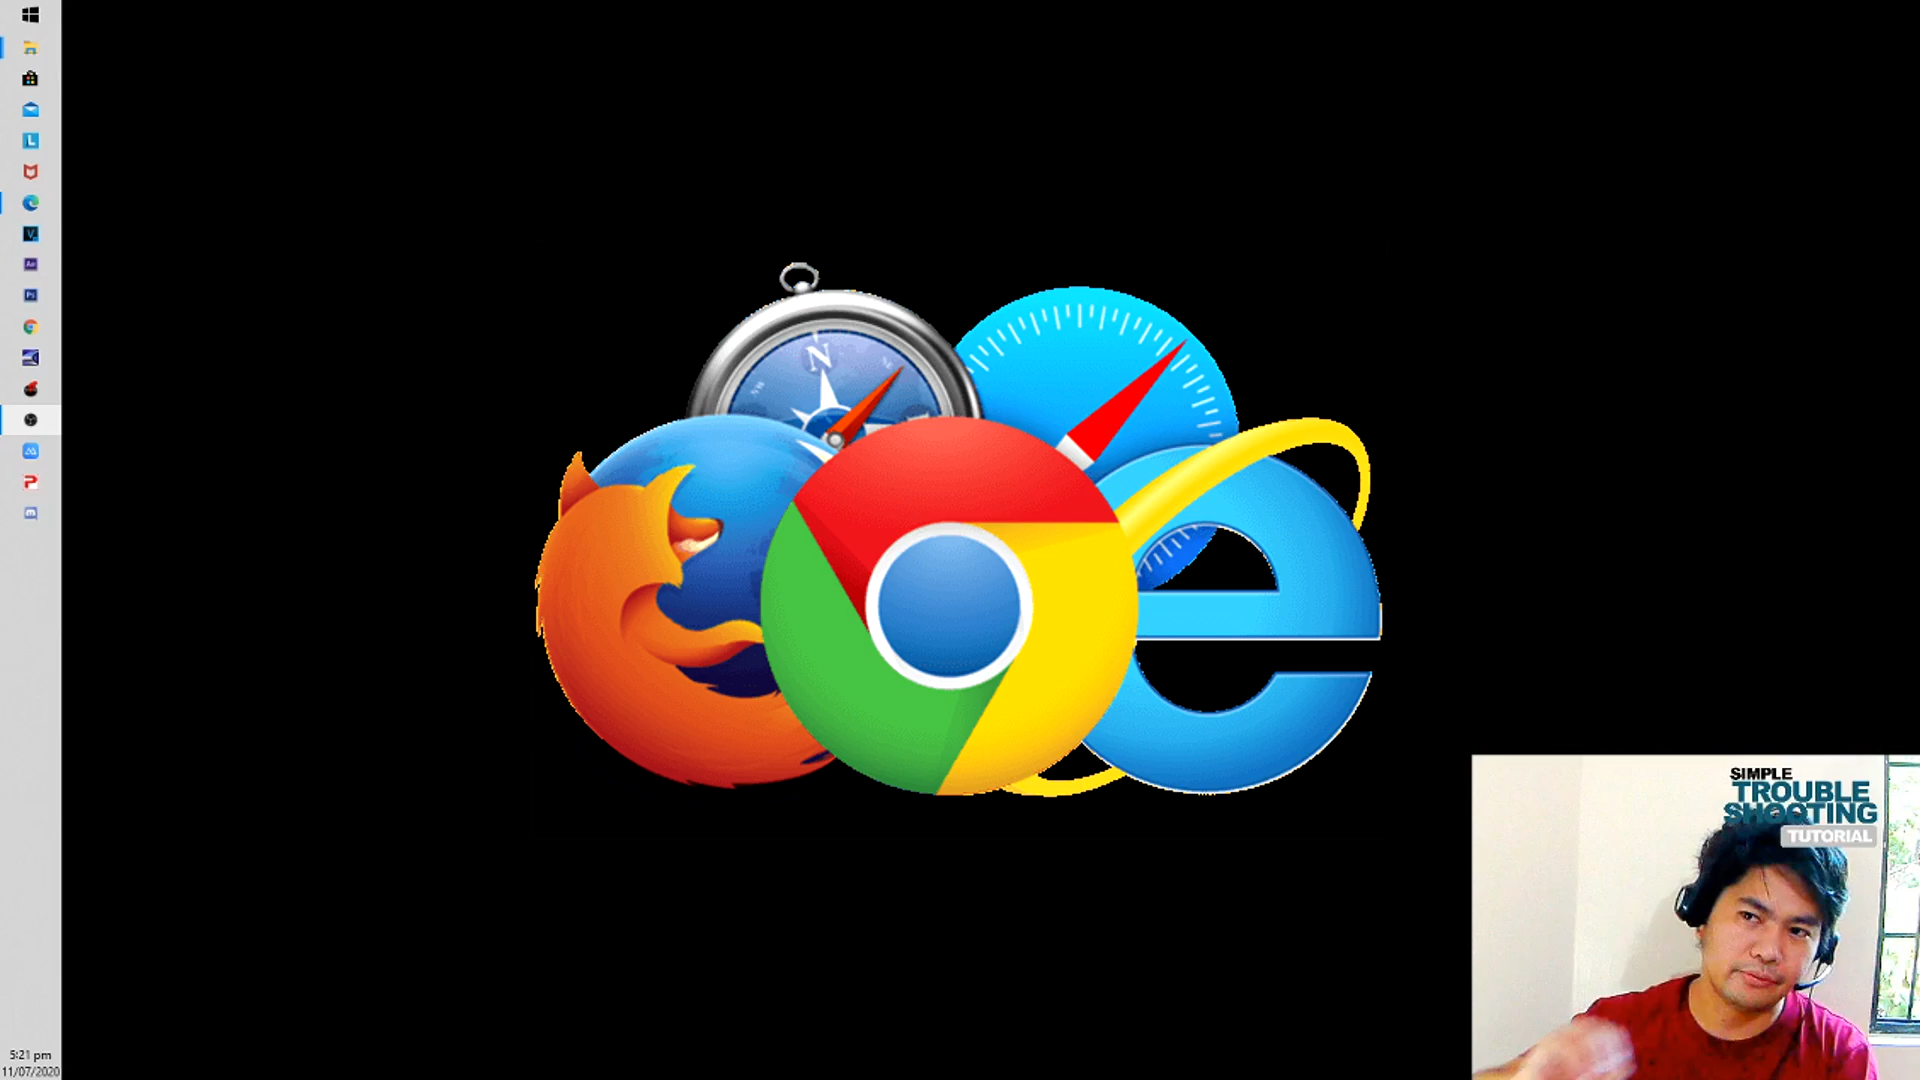 SIMPLE
TROUBLE
SHOOTING
TUTORIAL
N
5:21 pm
11/07/2020